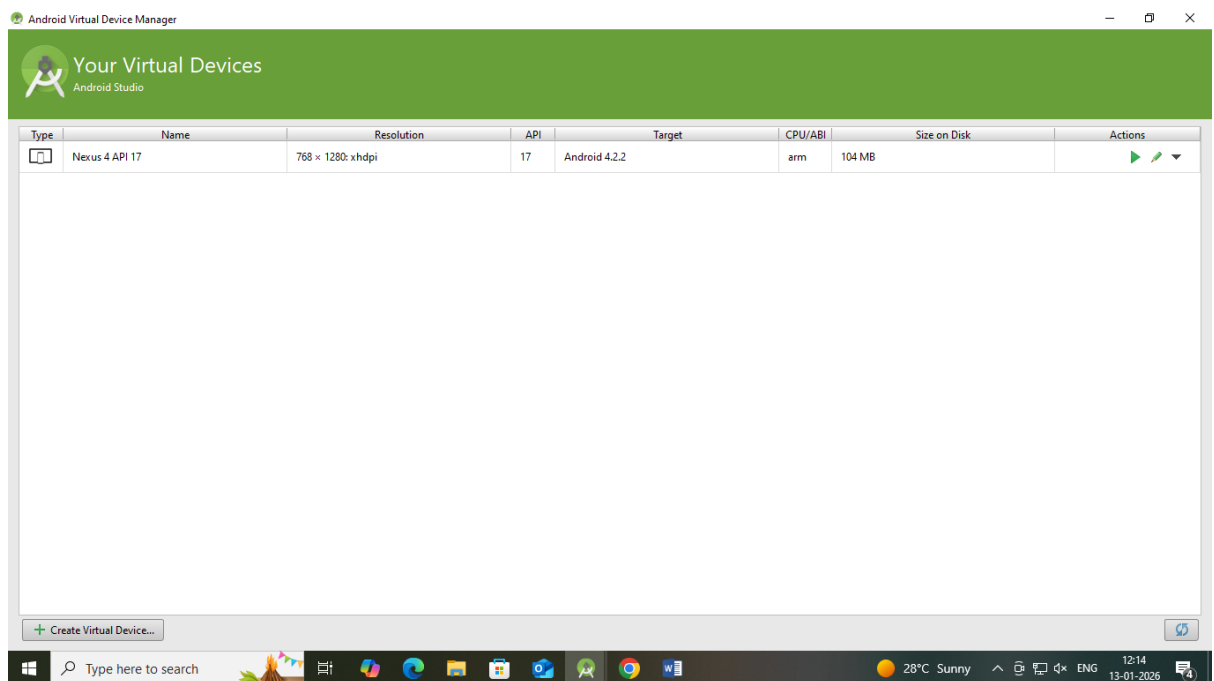 Android Virtual Device Manager
Your Virtual Devices
Android Studio
Type Name Resolution API Target CPU/ABI Size on Disk Actions
Nexus 4 API 17 768 × 1280: xhdpi 17 Android 4.2.2 arm 104 MB
+ Create Virtual Device...
Type here to search 28°C Sunny ENG 12:14
13-01-2026 4